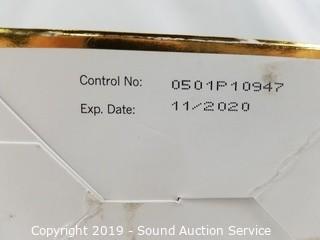 Control No: 0501P10947
Exp. Date: 11/2020
Copyright 2019 - Sound Auction Service